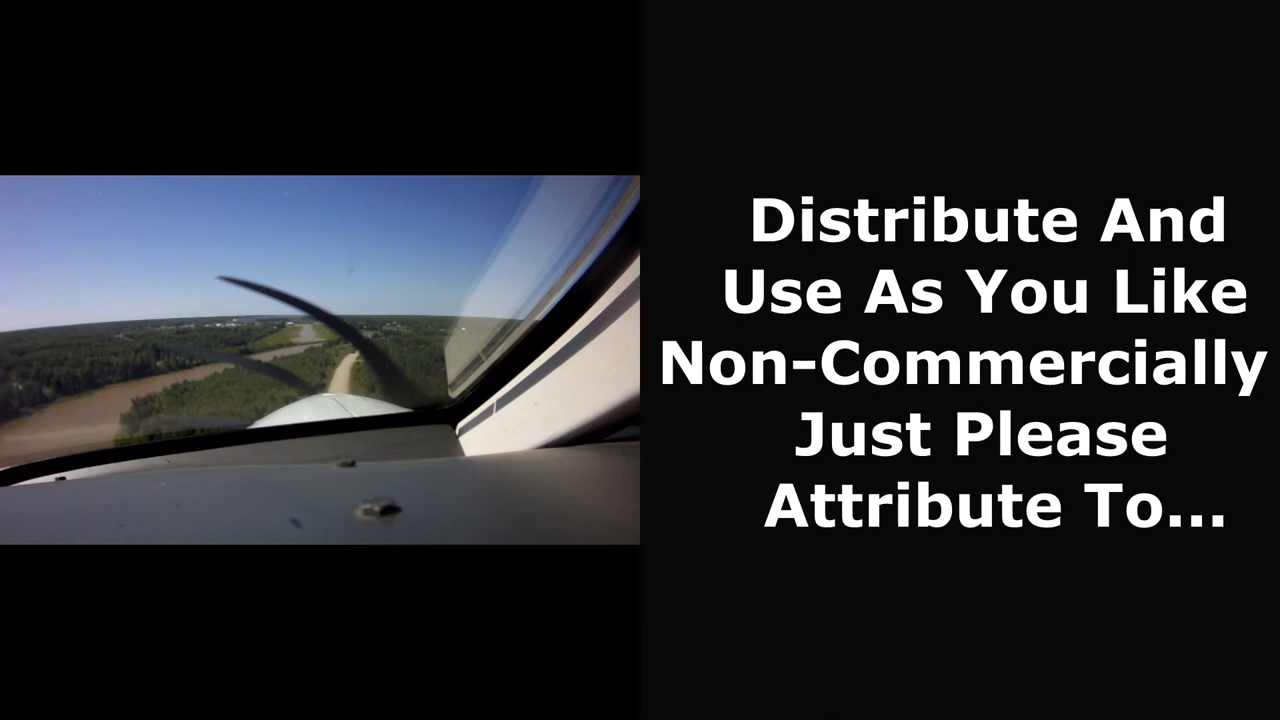 Distribute And
Use As You Like
Non-Commercially
Just Please
Attribute To...